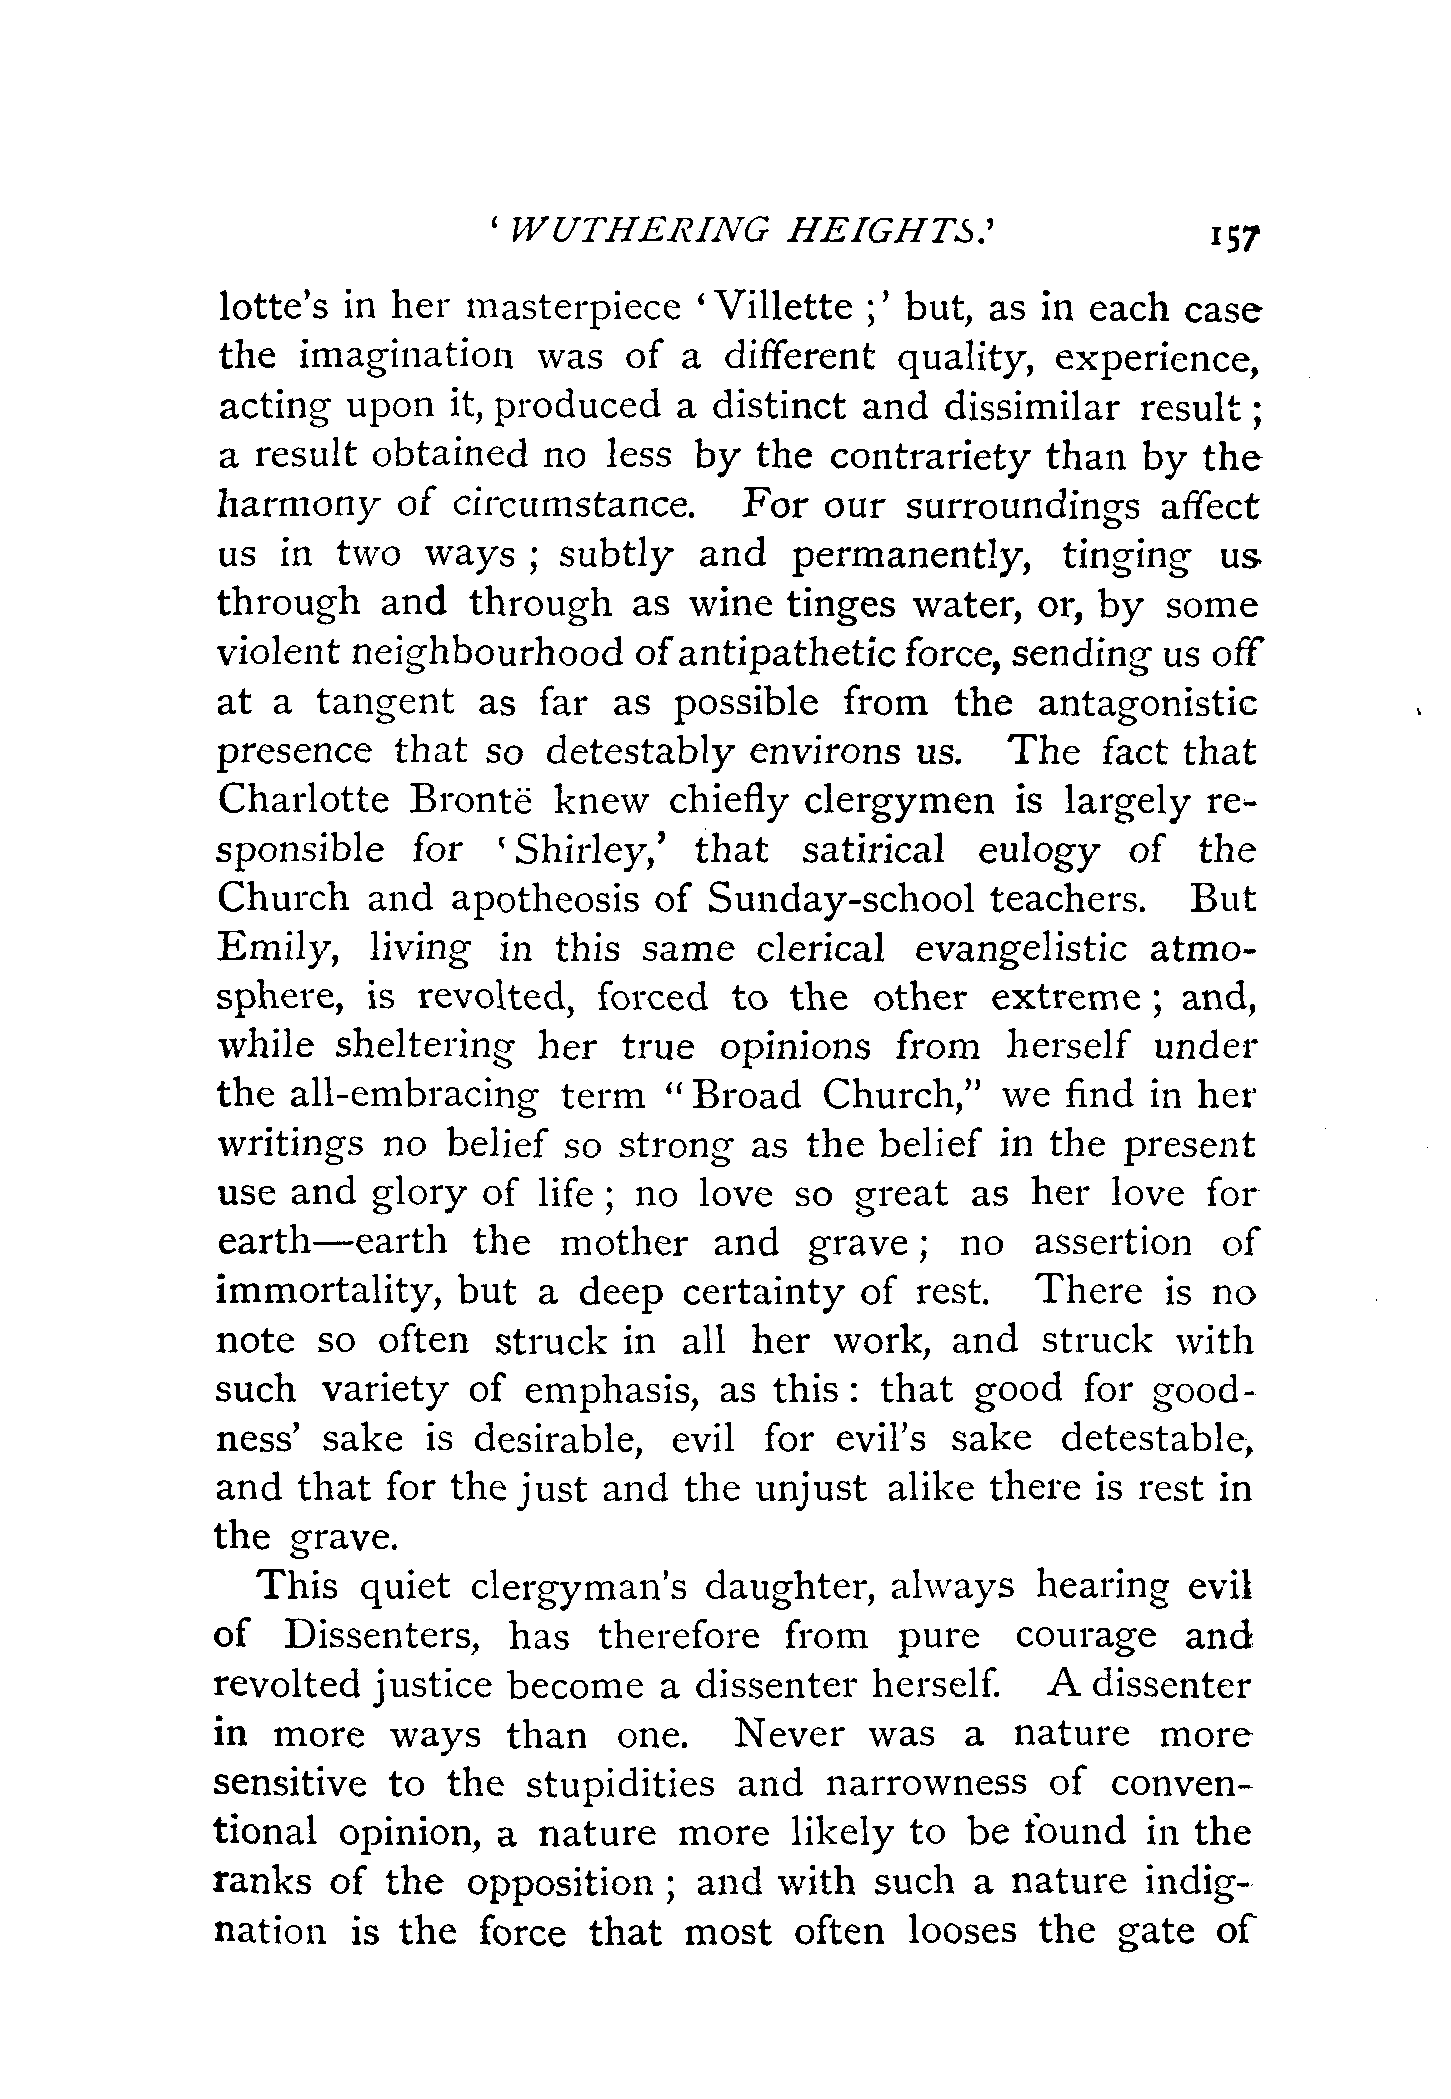 ‘ WUTHERING HEIGHTS.’ 157
lotte’s in her masterpiece ‘ Villette ;’ but, as in each case
the imagination was of a different quality, experience,
acting upon it, produced a distinct and dissimilar result ;
a result obtained no less by the contrariety than by the
harmony of circumstance. For our surroundings affect
us in two ways ; subtly and permanently, tinging us
through and through as wine tinges water, or, by some
violent neighbourhood of antipathetic force, sending us off
at a tangent as far as possible from the antagonistic
presence that so detestably environs us. The fact that
Charlotte Brontë knew chiefly clergymen is largely re-
sponsible for ‘ Shirley,’ that satirical eulogy of the
Church and apotheosis of Sunday-school teachers. But
Emily, living in this same clerical evangelistic atmo-
sphere, is revolted, forced to the other extreme ; and,
while sheltering her true opinions from herself under
the all-embracing term “ Broad Church,” we find in her
writings no belief so strong as the belief in the present
use and glory of life ; no love so great as her love for
earth—earth the mother and grave ; no assertion of
immortality, but a deep certainty of rest. There is no
note so often struck in all her work, and struck with
such variety of emphasis, as this : that good for good-
ness’ sake is desirable, evil for evil’s sake detestable,
and that for the just and the unjust alike there is rest in
the grave.
This quiet clergyman’s daughter, always hearing evil
of Dissenters, has therefore from pure courage and
revolted justice become a dissenter herself. A dissenter
in more ways than one. Never was a nature more
sensitive to the stupidities and narrowness of conven-
tional opinion, a nature more likely to be found in the
ranks of the opposition ; and with such a nature indig-
nation is the force that most often looses the gate of